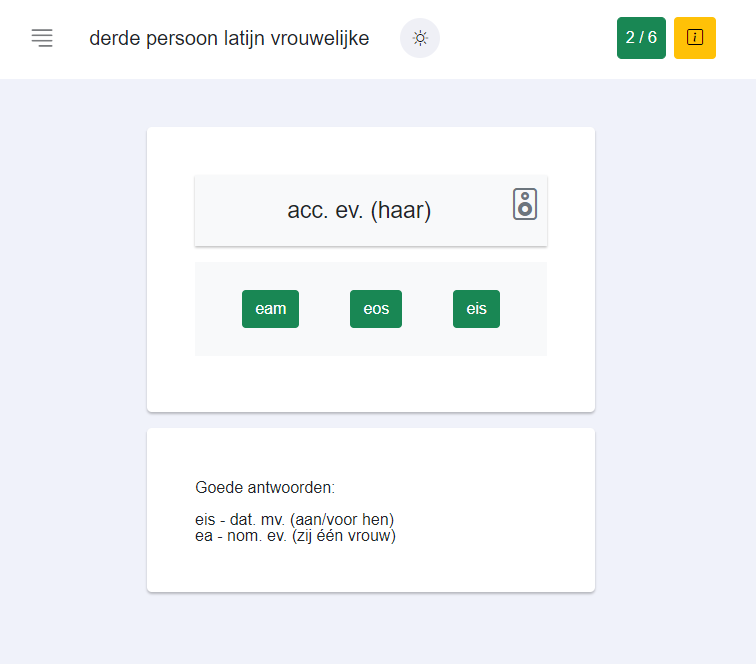 derde persoon latijn vrouwelijke
2 / 6
acc. ev. (haar)
eam eos eis
Goede antwoorden:
eis - dat. mv. (aan/voor hen)
ea - nom. ev. (zij één vrouw)